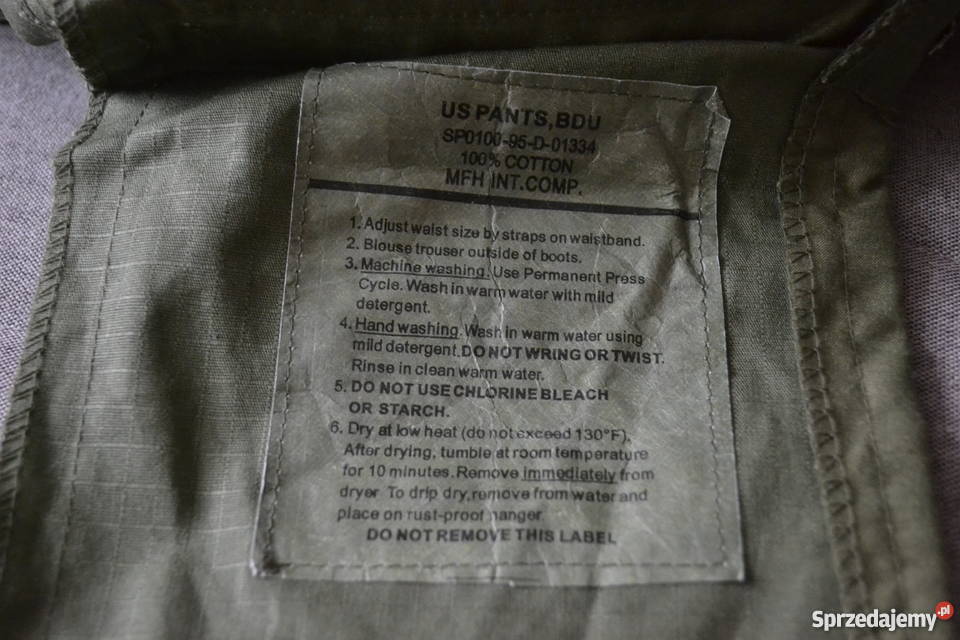 US PANTS,BDU
SP0100-95-D-01334
100% COTTON
MFH INT.COMP.
1. Adjust waist size by straps on waistband.
2. Blouse trouser outside of boots.
3. Machine washing. Use Permanent Press
Cycle. Wash in warm water with mild
detergent.
4. Hand washing. Wash in warm water using
mild detergent. DO NOT WRING OR TWIST.
Rinse in clean warm water.
5. DO NOT USE CHLORINE BLEACH
OR STARCH.
6. Dry at low heat (do not exceed 130°F).
After drying, tumble at room temperature
for 10 minutes. Remove immediately from
dryer To drip dry, remove from water and
place on rust-proof hanger.
DO NOT REMOVE THIS LABEL
Sprzedajemy.pl